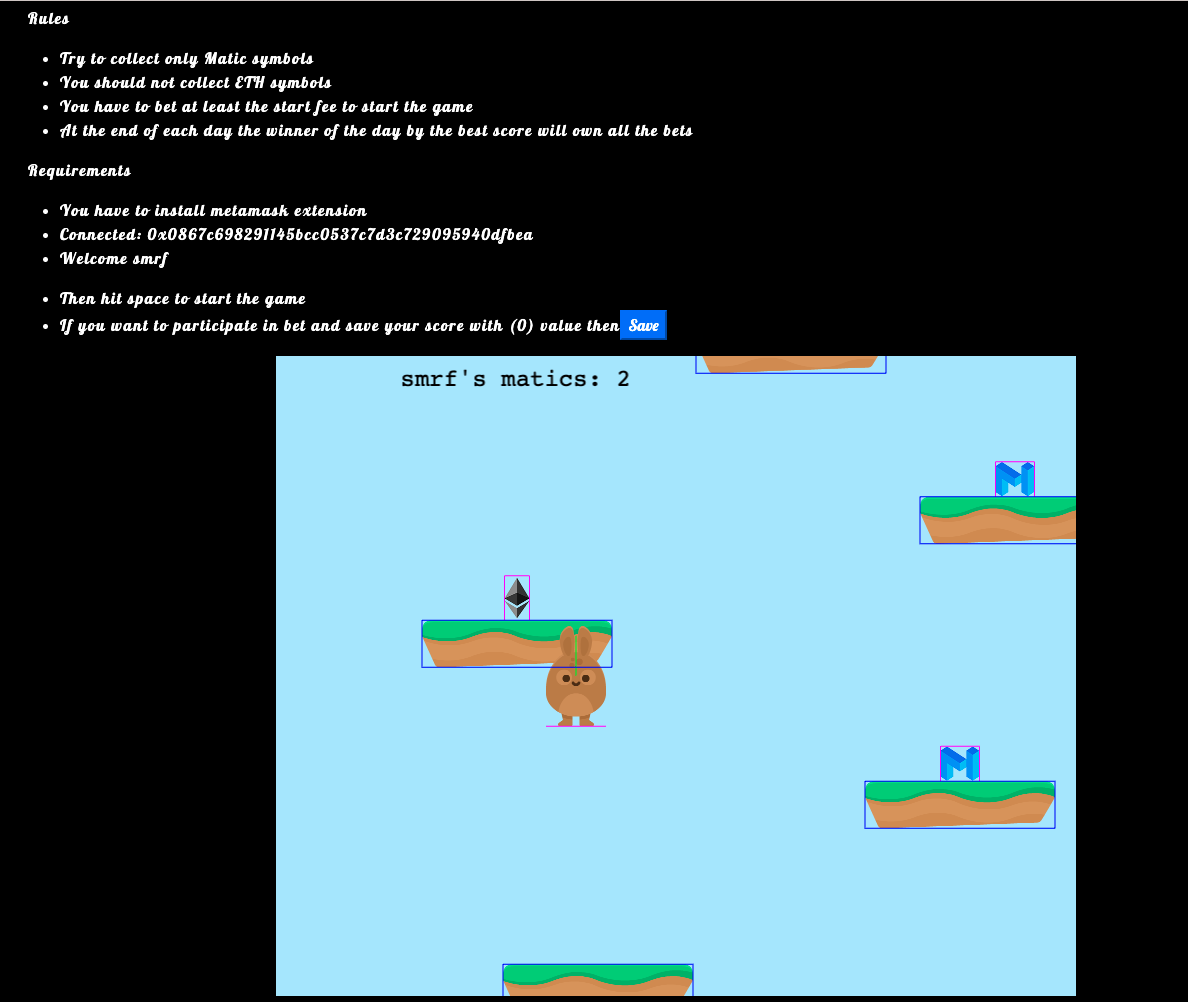 Rules
Try to collect only Matic symbols
You should not collect ETH symbols
You have to bet at least the start fee to start the game
At the end of each day the winner of the day by the best score will own all the bets
Requirements
You have to install metamask extension
Connected: 0x0867c698291145bcc0537c7d3c729095940dfbea
Welcome smrf
Then hit space to start the game
If you want to participate in bet and save your score with (0) value then Save
smrf's matics: 2